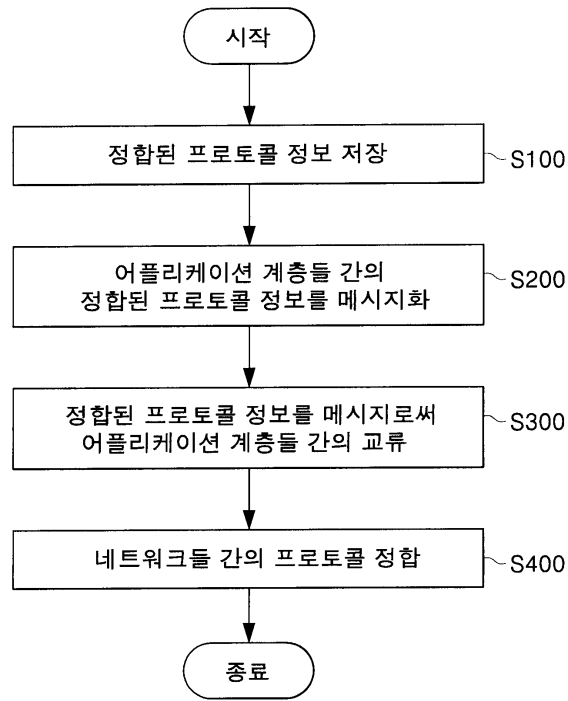 시작
정합된 프로토콜 정보 저장
S100
어플리케이션 계층들 간의
정합된 프로토콜 정보를 메시지화
S200
정합된 프로토콜 정보를 메시지로써
어플리케이션 계층들 간의 교류
S300
네트워크들 간의 프로토콜 정합
S400
종료